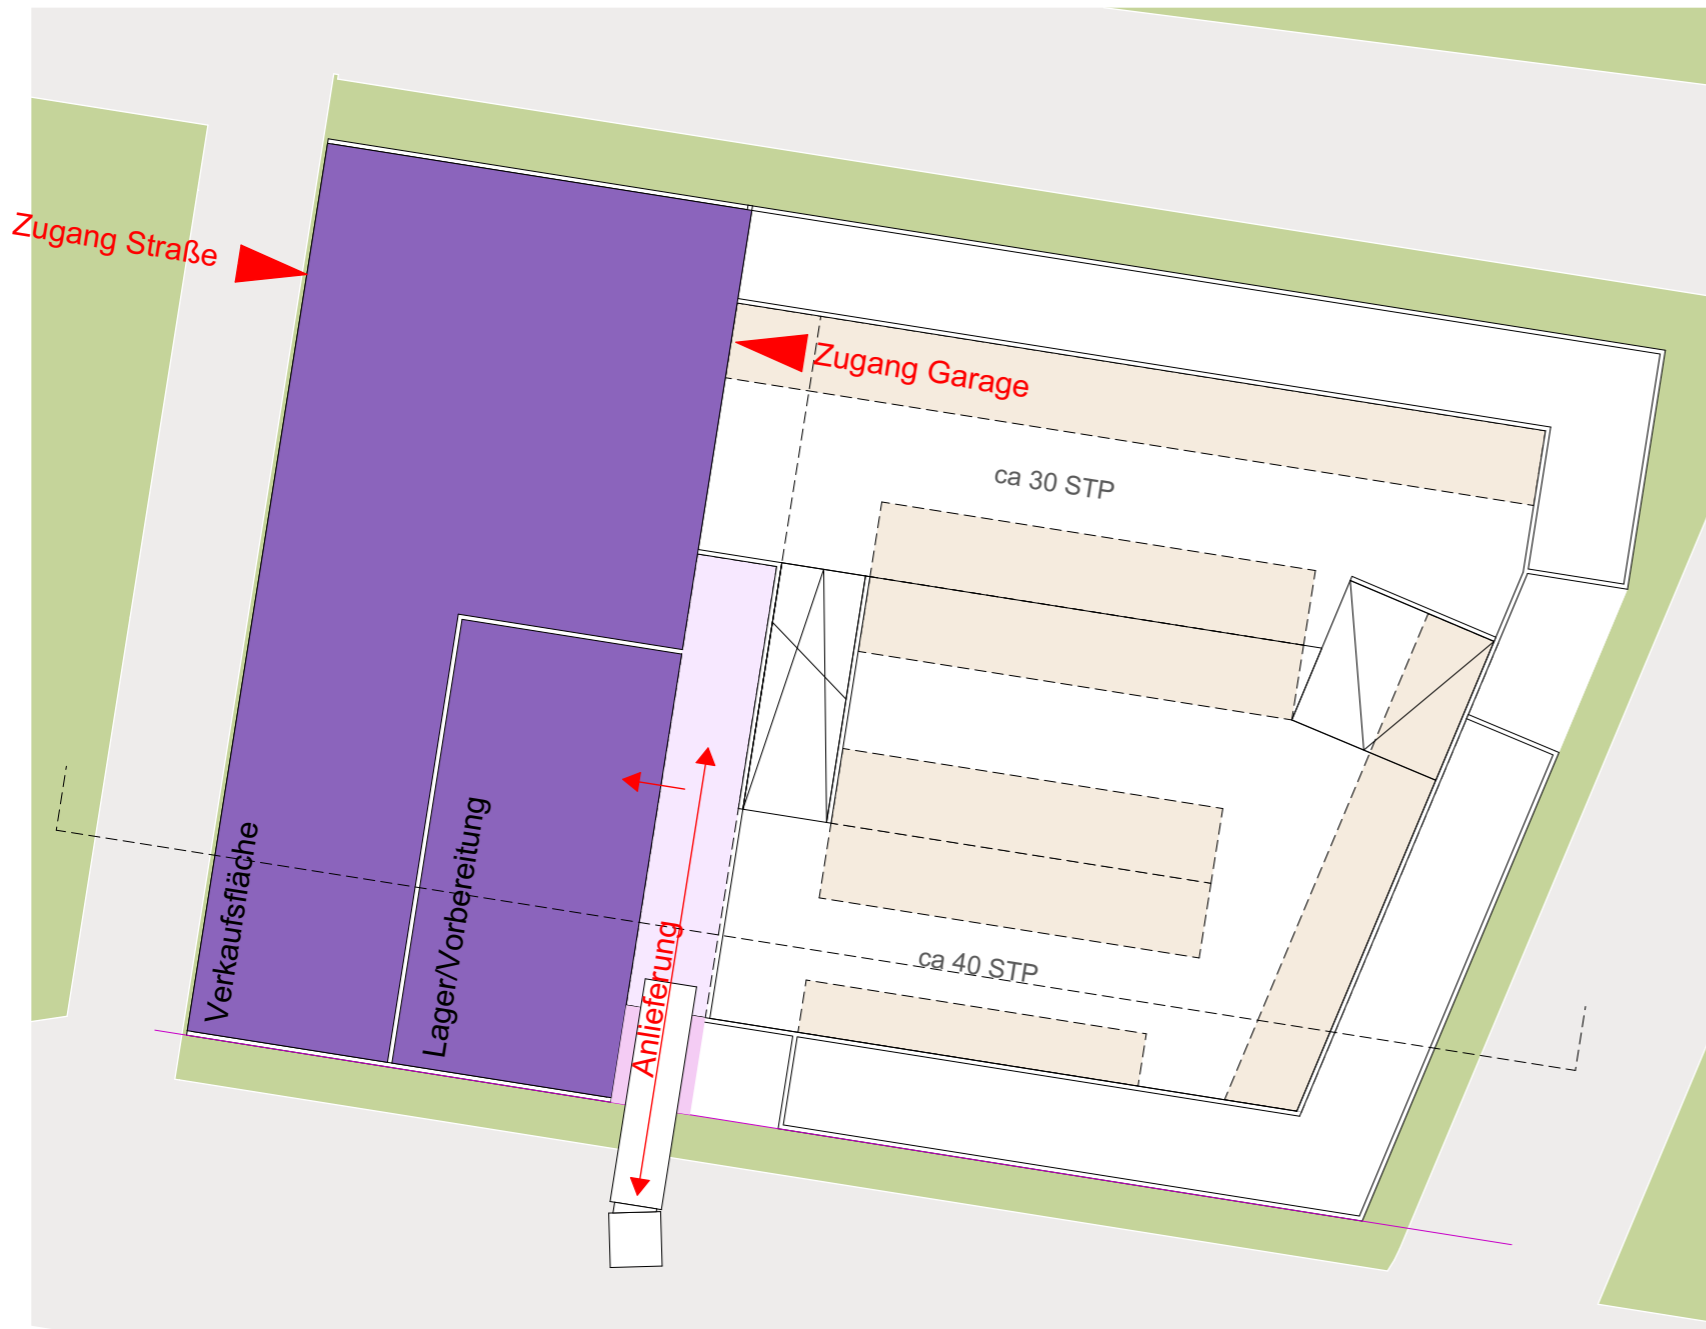 Zugang Straße
Zugang Garage
ca 30 STP
Verkaufsfläche
Lager/Vorbereitung
Anlieferung
ca 40 STP